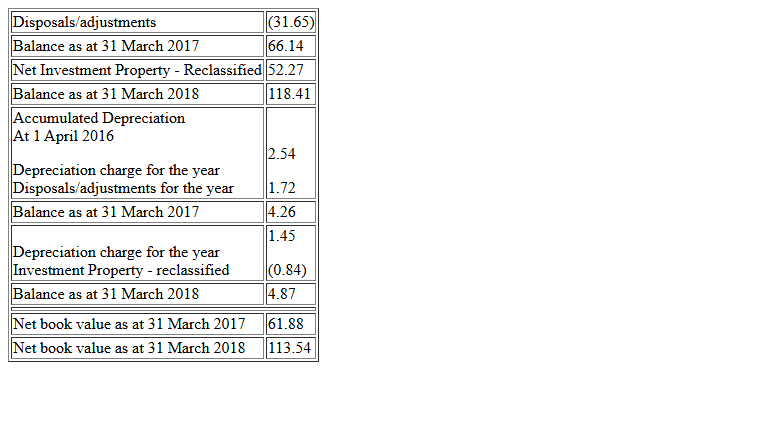 Disposals/adjustments (31.65)
Balance as at 31 March 2017 66.14
Net Investment Property - Reclassified 52.27
Balance as at 31 March 2018 118.41
Accumulated Depreciation
At 1 April 2016
2.54
Depreciation charge for the year
Disposals/adjustments for the year 1.72
Balance as at 31 March 2017 4.26
1.45
Depreciation charge for the year
Investment Property - reclassified (0.84)
Balance as at 31 March 2018 4.87
Net book value as at 31 March 2017 61.88
Net book value as at 31 March 2018 113.54